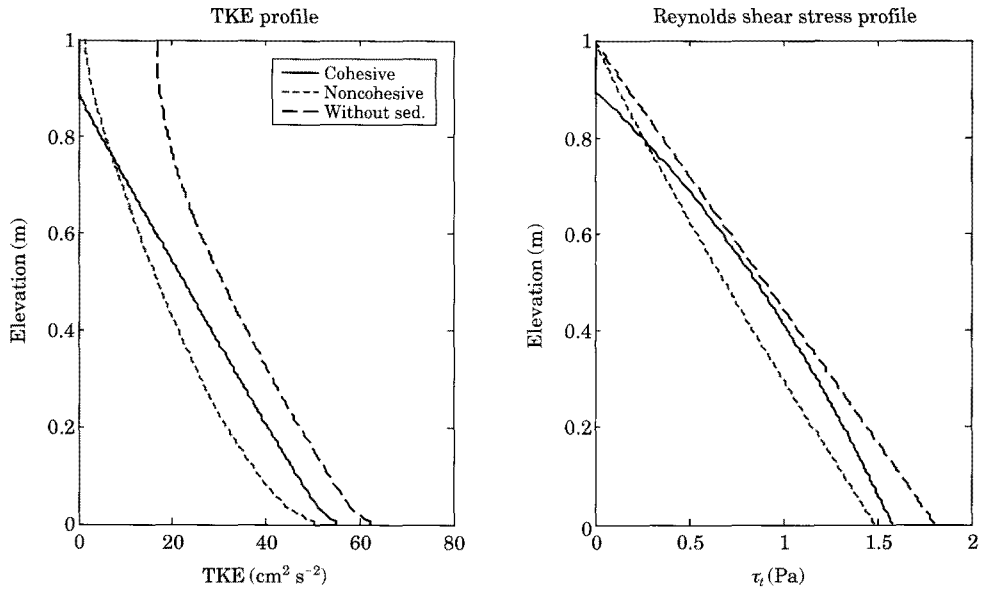 TKE profile
1
0.8
0.6
0.4
0.2
0
Elevation (m)
0
20
40
60
80
TKE (cm² s⁻²)
Cohesive
Noncohesive
Without sed.
Reynolds shear stress profile
1
0.8
0.6
0.4
0.2
0
Elevation (m)
0
0.5
1
1.5
2
τₜ (Pa)